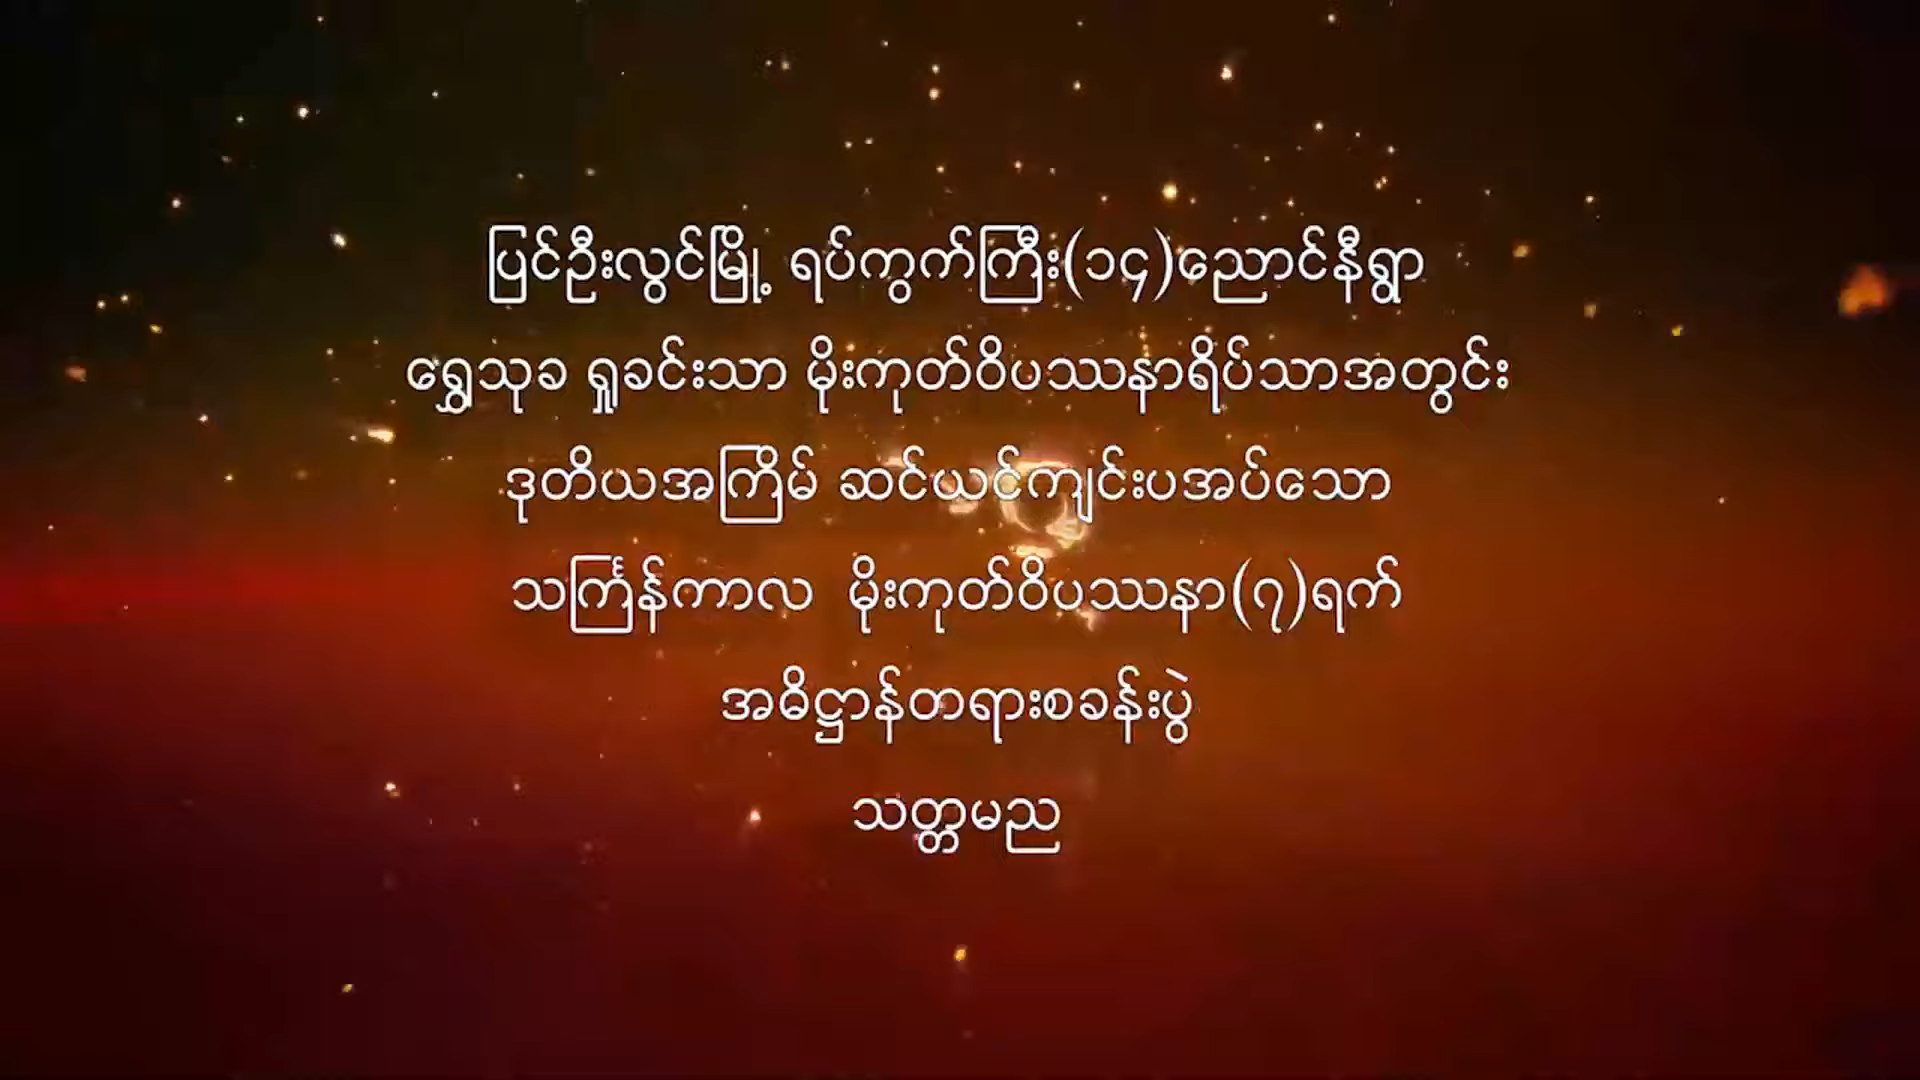 ပြင်ဦးလွင်မြို့ ရပ်ကွက်ကြီး(၁၄)ညောင်နီရွာ
ရွှေသုခ ရှုခင်းသာ မိုးကုတ်ဝိပဿနာရိပ်သာအတွင်း
ဒုတိယအကြိမ် ဆင်ယင်ကျင်းပအပ်သော
သင်္ကြန်ကာလ မိုးကုတ်ဝိပဿနာ(၇)ရက်
အဓိဋ္ဌာန်တရားစခန်းပွဲ
သတ္တမည